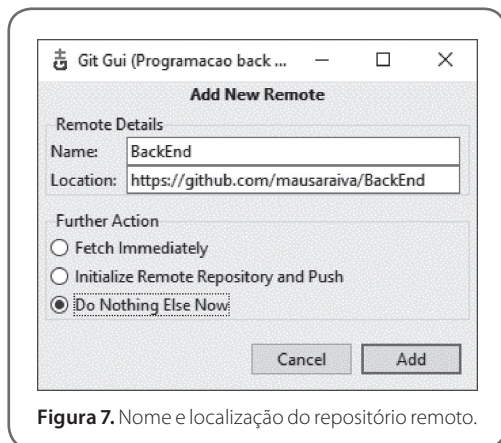 Git Gui (Programacao back ...
Add New Remote
Remote Details
Name: BackEnd
Location: https://github.com/mausaraiva/BackEnd
Further Action
Fetch Immediately
Initialize Remote Repository and Push
Do Nothing Else Now
Cancel Add
Figura 7. Nome e localização do repositório remoto.